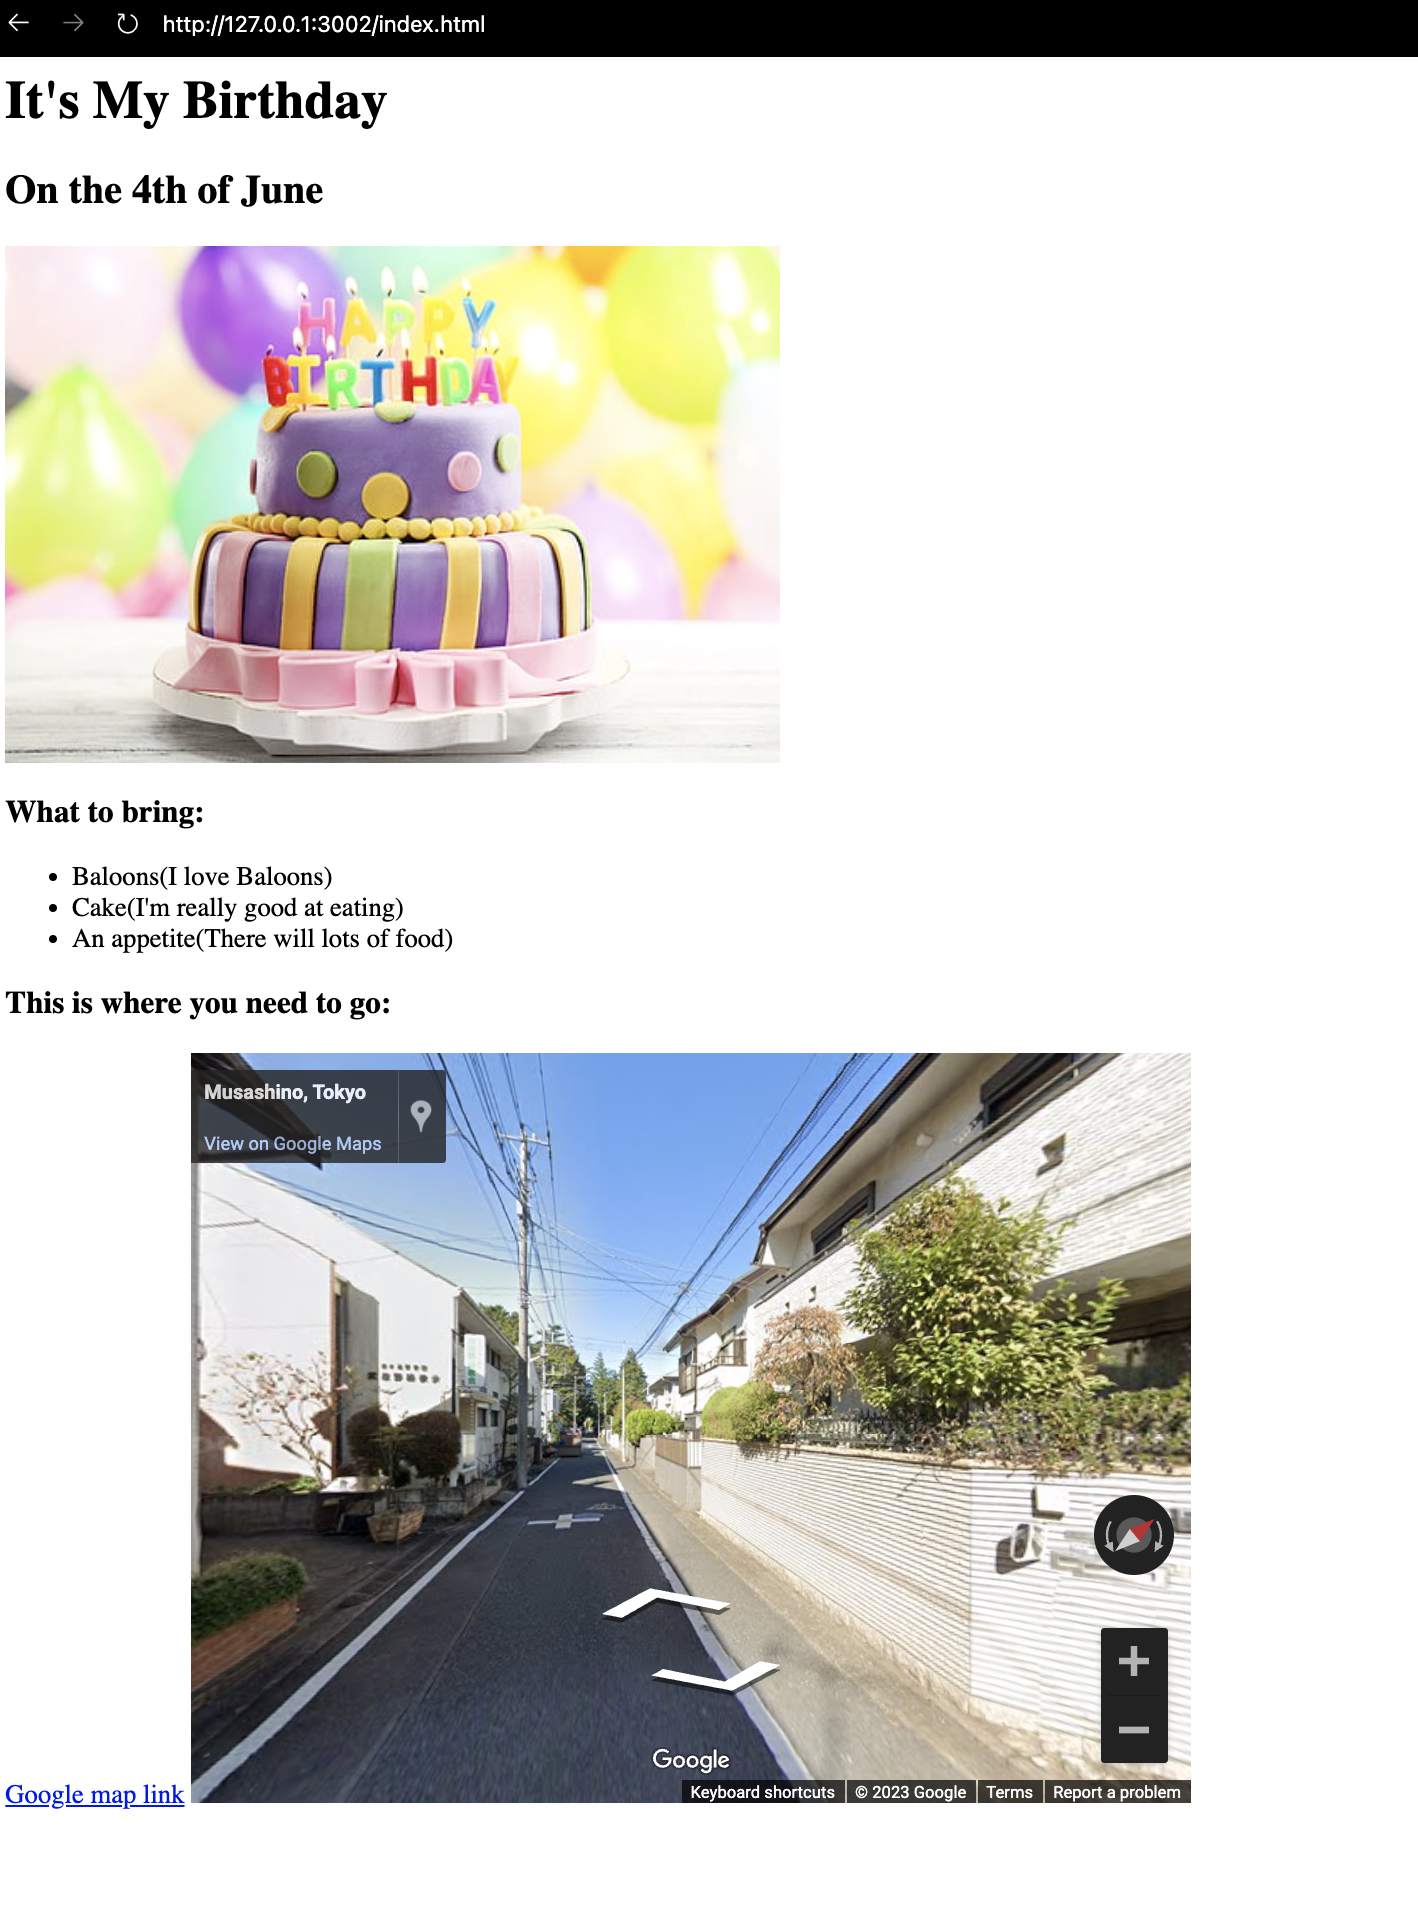 http://127.0.0.1:3002/index.html
It's My Birthday
On the 4th of June
HAPPY
BIRTHDAY
What to bring:
Baloons(I love Baloons)
Cake(I'm really good at eating)
An appetite(There will lots of food)
This is where you need to go:
Musashino, Tokyo
View on Google Maps
Google
Google map link
Keyboard shortcuts
© 2023 Google
Terms
Report a problem